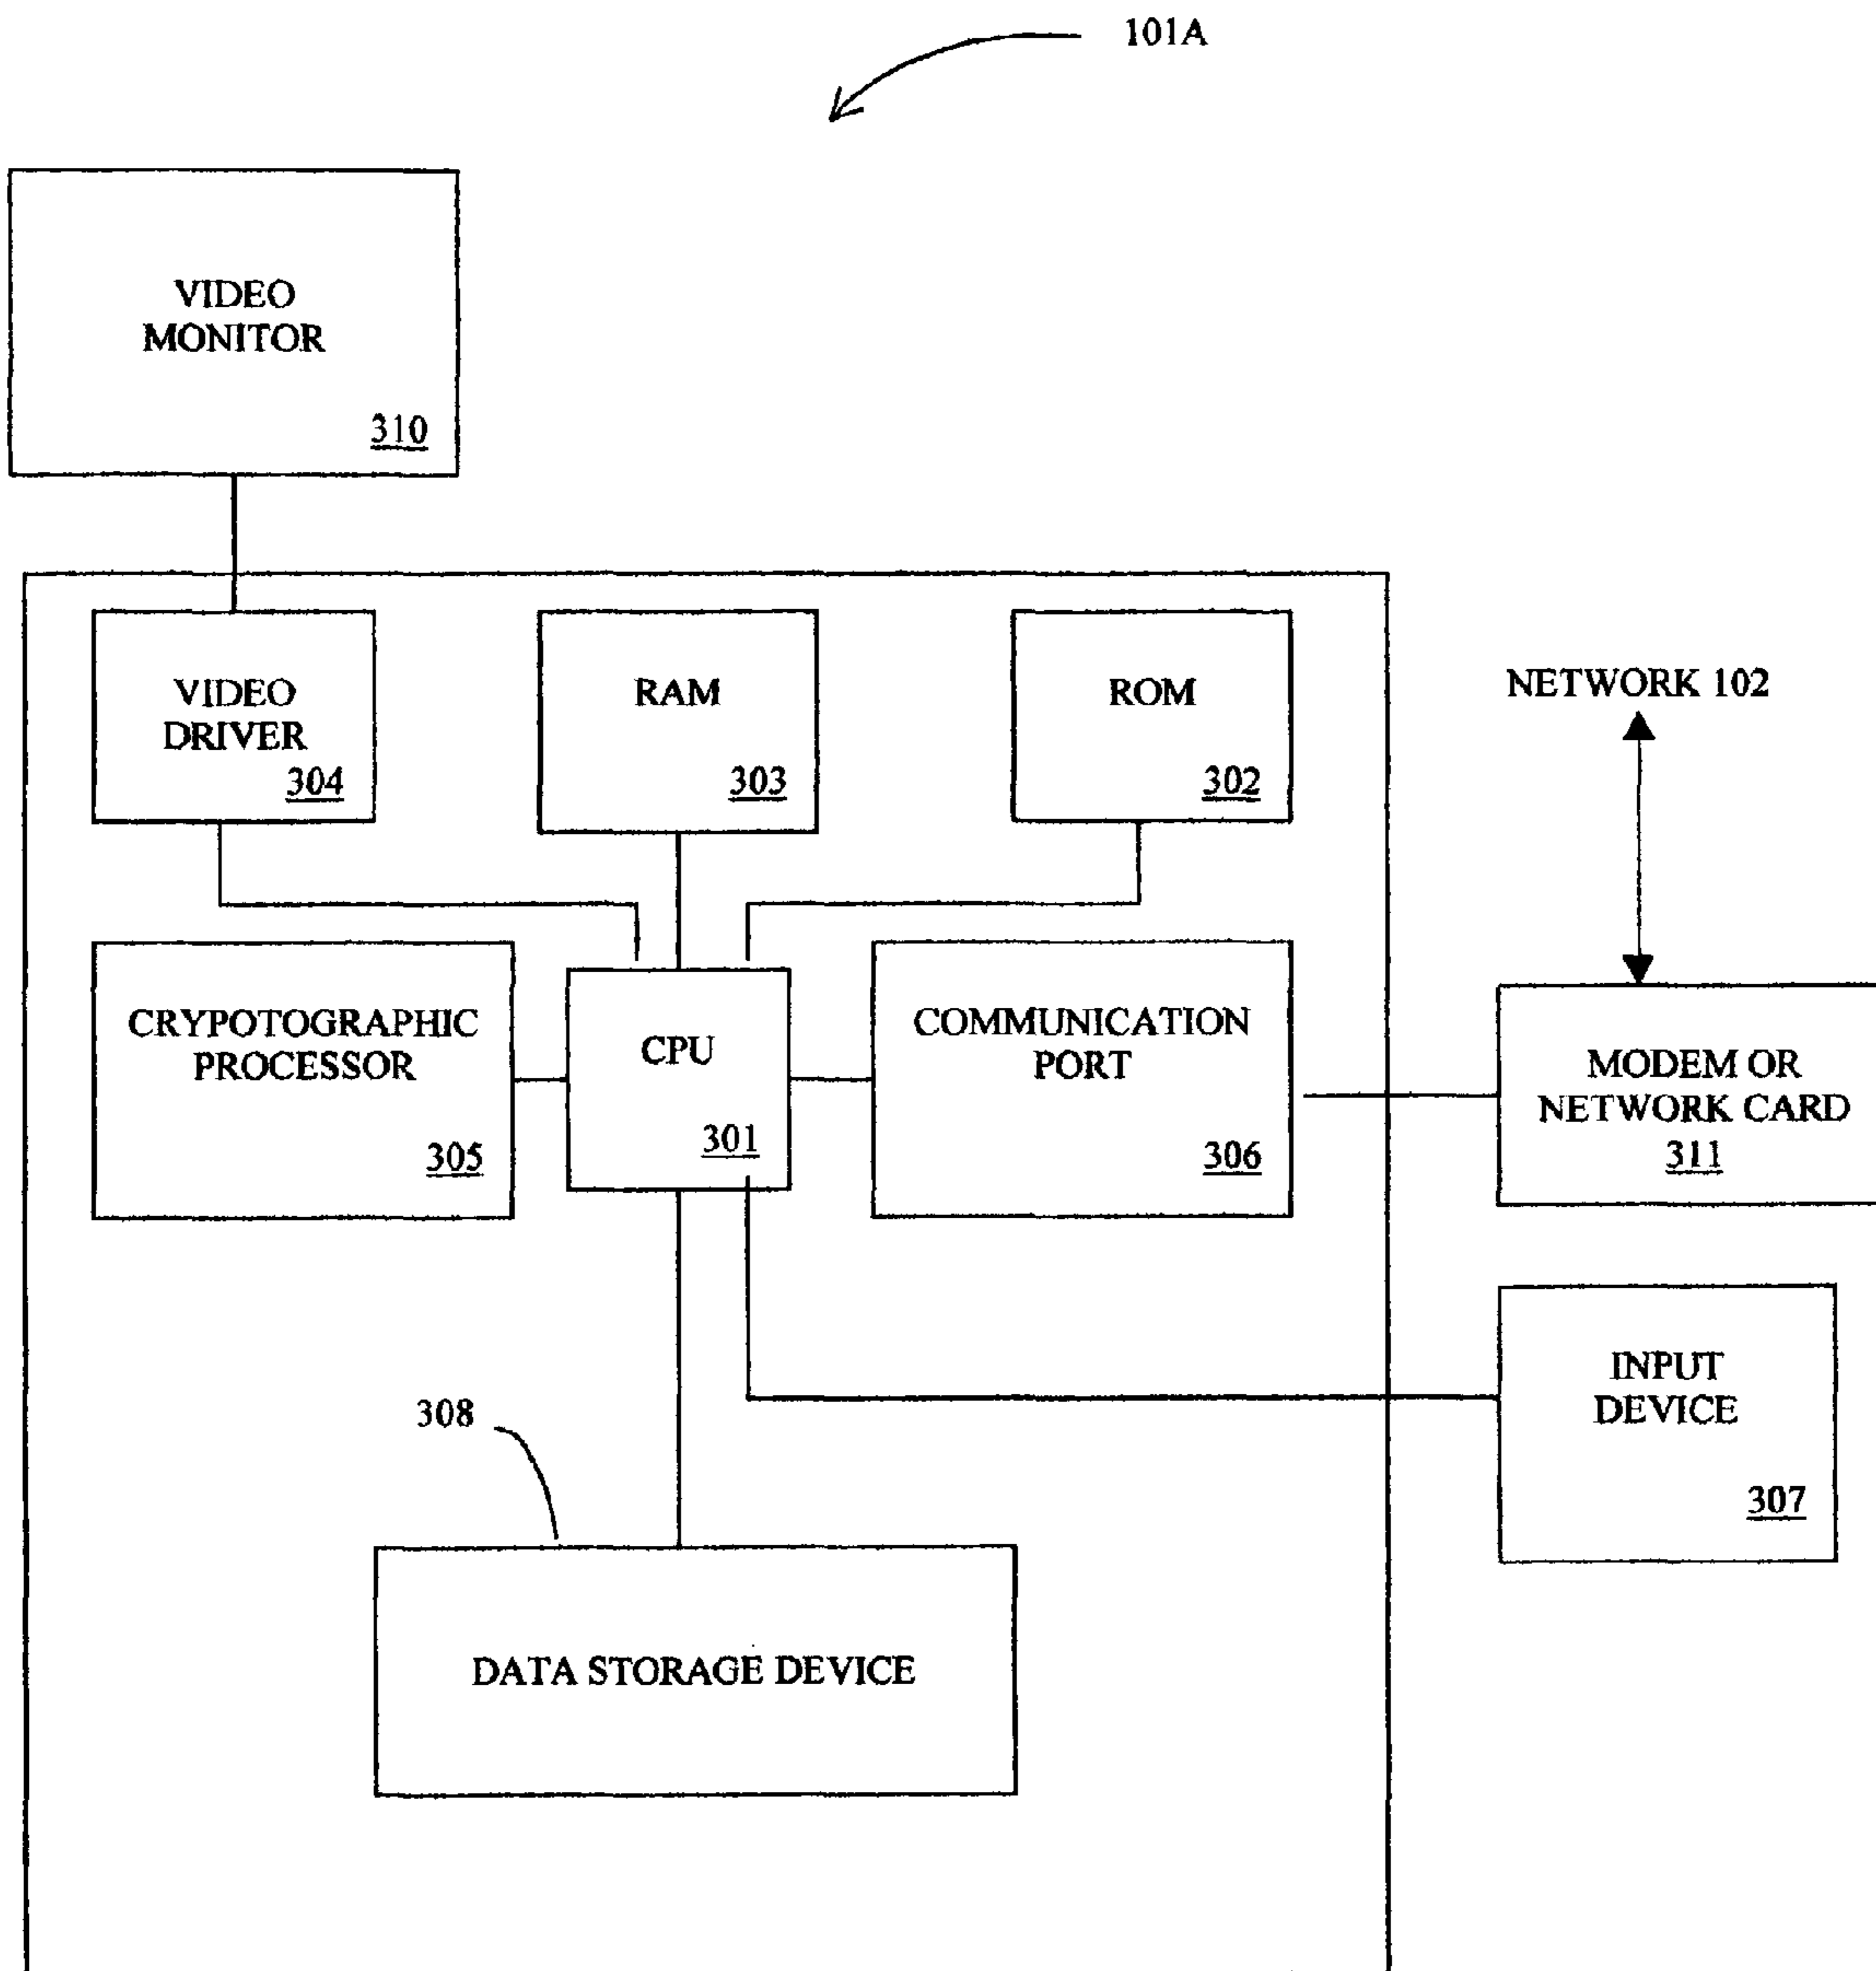 101A
VIDEO
MONITOR
310
VIDEO
DRIVER
304
RAM
303
ROM
302
NETWORK 102
CRYPOTOGRAPHIC
PROCESSOR
305
CPU
301
COMMUNICATION
PORT
306
MODEM OR
NETWORK CARD
311
INPUT
DEVICE
307
308
DATA STORAGE DEVICE